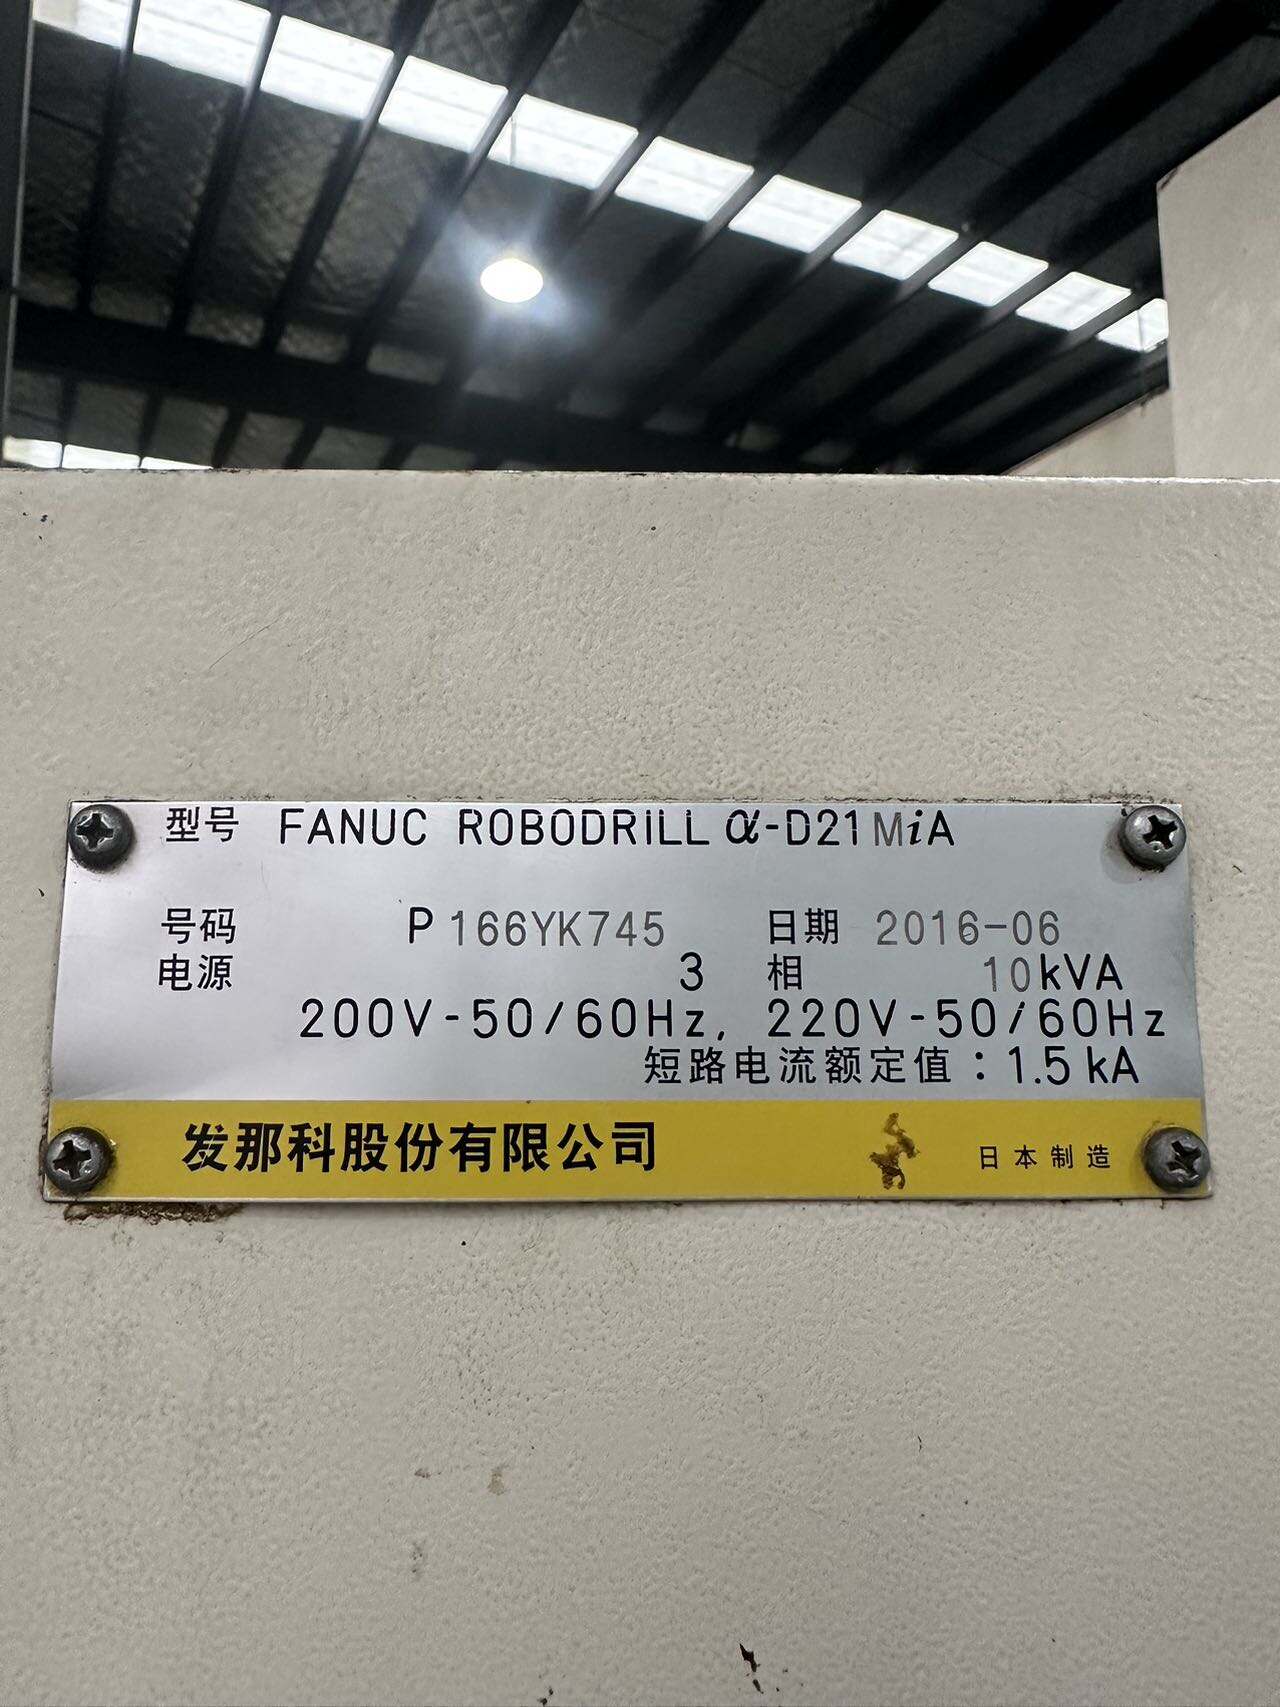 型号 FANUC ROBODRILL α-D21MiA
号码 P166YK745 日期 2016-06
电源 3 相 10kVA
200V-50/60Hz, 220V-50/60Hz
短路电流额定值：1.5kA
发那科股份有限公司 日本制造